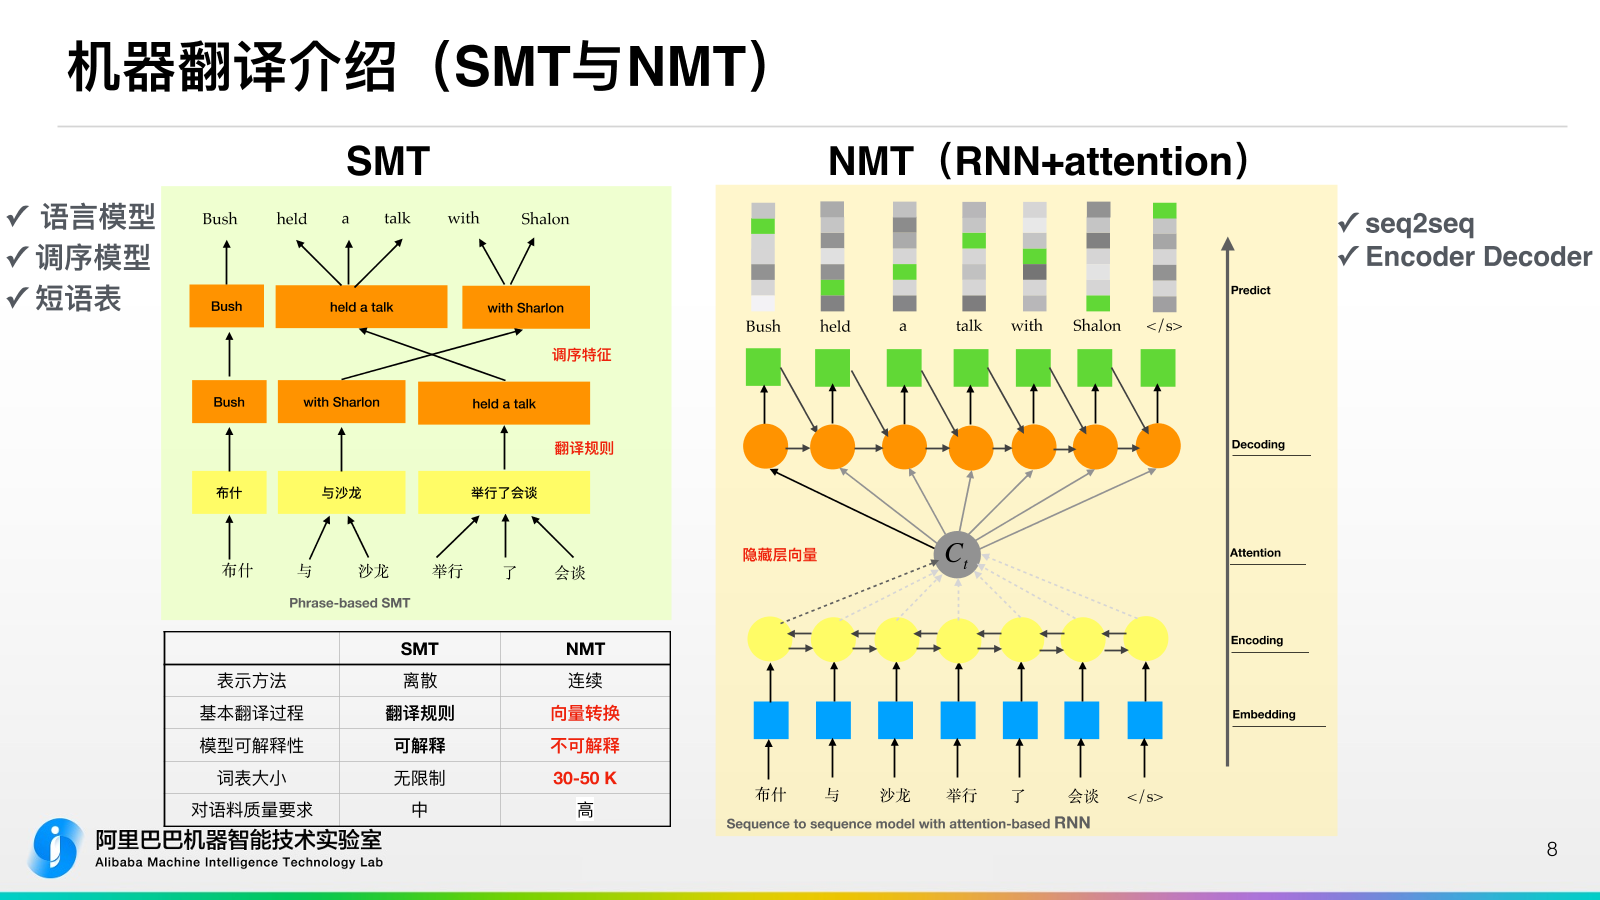 机器翻译介绍（SMT与NMT）
SMT
✓ 语言模型
✓ 调序模型
✓ 短语表
Bush held a talk with Shalon
Bush held a talk with Sharlon
调序特征
Bush with Sharlon held a talk
翻译规则
布什 与沙龙 举行了会谈
布什 与 沙龙 举行 了 会谈
Phrase-based SMT
SMT NMT
表示方法 离散 连续
基本翻译过程 翻译规则 向量转换
模型可解释性 可解释 不可解释
词表大小 无限制 30-50 K
对语料质量要求 中 高
NMT（RNN+attention）
✓ seq2seq
✓ Encoder Decoder
Predict
Bush held a talk with Shalon </s>
Decoding
隐藏层向量
Ct
Attention
Encoding
Embedding
布什 与 沙龙 举行 了 会谈 </s>
Sequence to sequence model with attention-based RNN
阿里巴巴机器智能技术实验室
Alibaba Machine Intelligence Technology Lab
8